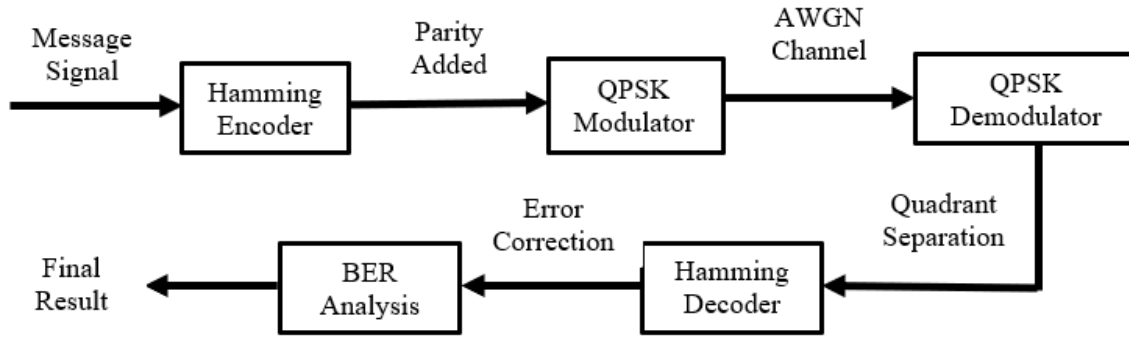 Message
Signal
Hamming
Encoder
Parity
Added
QPSK
Modulator
AWGN
Channel
QPSK
Demodulator
Quadrant
Separation
Hamming
Decoder
Error
Correction
BER
Analysis
Final
Result